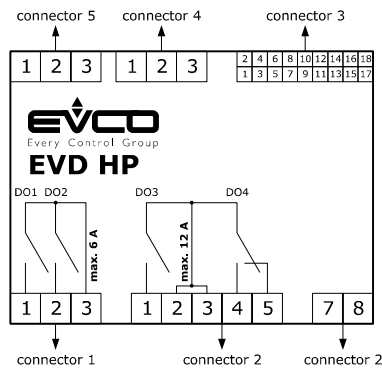 connector 5 connector 4 connector 3
1 2 3 1 2 3 2 4 6 8 10 12 14 16 18
1 3 5 7 9 11 13 15 17
EVCO
Every Control Group
EVD HP
DO1 DO2 DO3 DO4
max. 6 A max. 12 A
1 2 3 1 2 3 4 5 7 8
connector 1 connector 2 connector 2